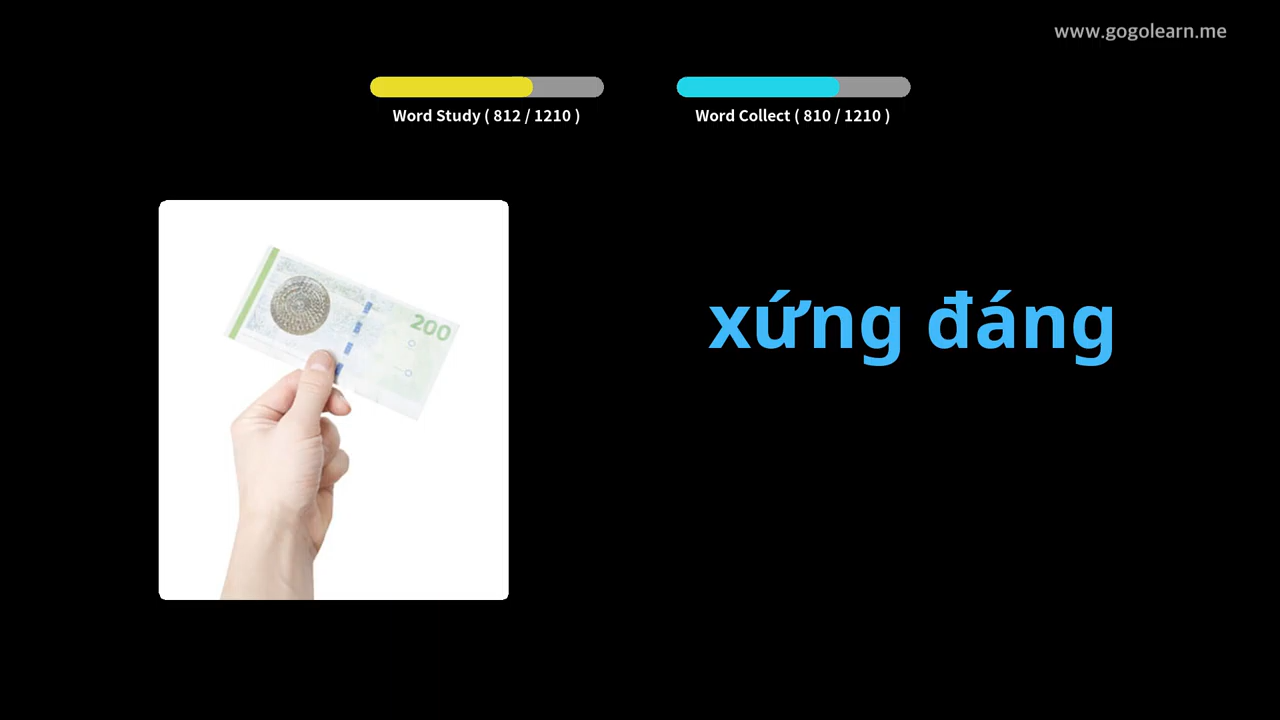 www.gogolearn.me
Word Study ( 812 / 1210 )
Word Collect ( 810 / 1210 )
200
xứng đáng